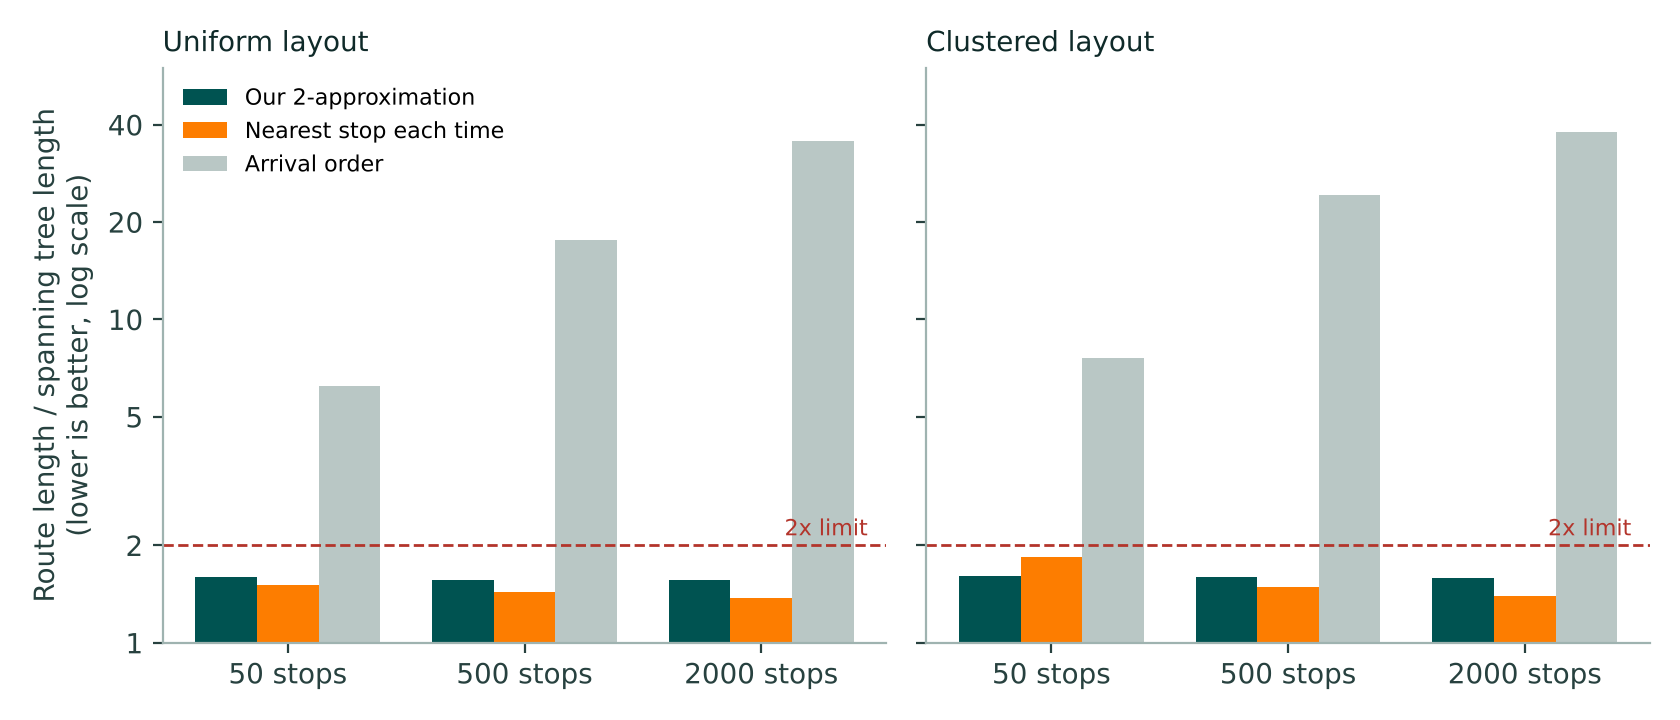 Uniform layout
Our 2-approximation
Nearest stop each time
Arrival order
Route length / spanning tree length
(lower is better, log scale)
40
20
10
5
2
1
2x limit
50 stops
500 stops
2000 stops
Clustered layout
2x limit
50 stops
500 stops
2000 stops